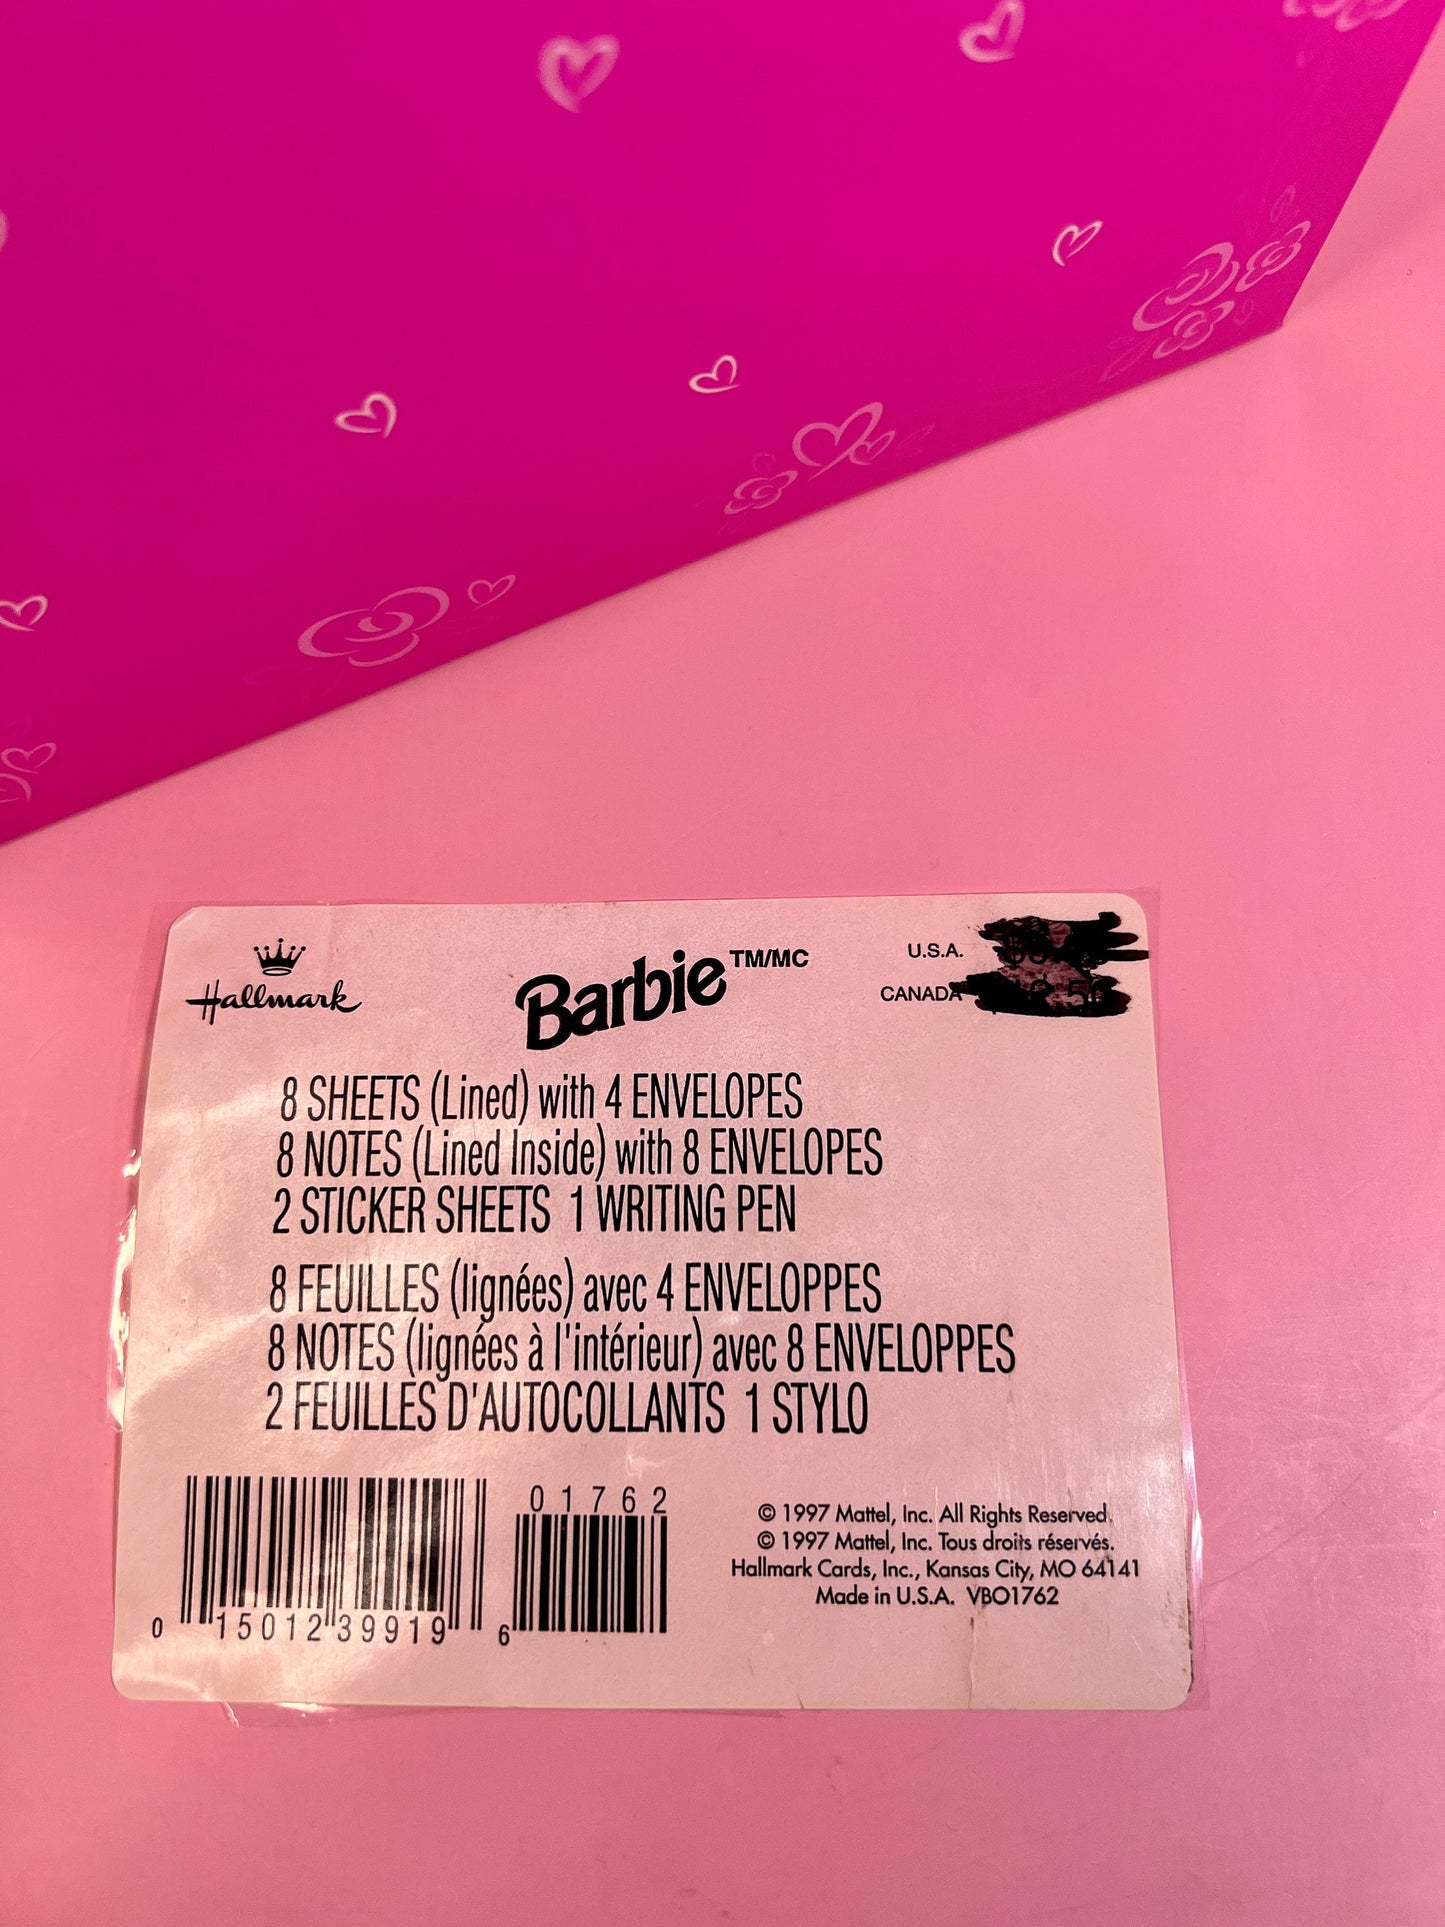 Hallmark
Barbie TM/MC
U.S.A.
CANADA
8 SHEETS (Lined) with 4 ENVELOPES
8 NOTES (Lined Inside) with 8 ENVELOPES
2 STICKER SHEETS 1 WRITING PEN
8 FEUILLES (lignées) avec 4 ENVELOPPES
8 NOTES (lignées à l'intérieur) avec 8 ENVELOPPES
2 FEUILLES D'AUTOCOLLANTS 1 STYLO
01762
0 15012 39919 6
© 1997 Mattel, Inc. All Rights Reserved.
© 1997 Mattel, Inc. Tous droits réservés.
Hallmark Cards, Inc., Kansas City, MO 64141
Made in U.S.A. VBO1762